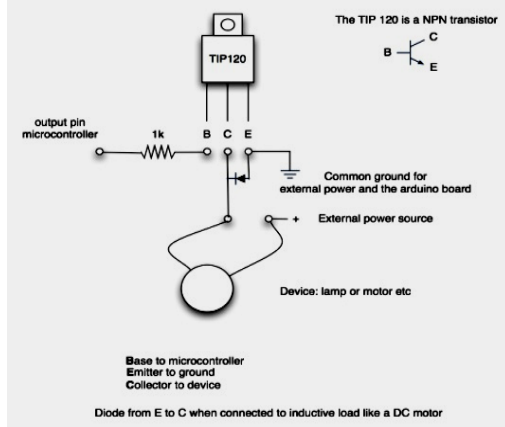 The TIP 120 is a NPN transistor
C
B
E
TIP120
output pin
microcontroller
1k
B C E
Common ground for
external power and the arduino board
+ External power source
Device: lamp or motor etc
Base to microcontroller
Emitter to ground
Collector to device
Diode from E to C when connected to inductive load like a DC motor